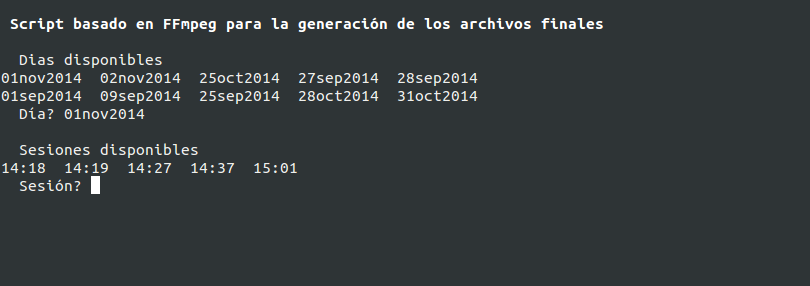 Script basado en FFmpeg para la generación de los archivos finales
Dias disponibles
01nov2014 02nov2014 25oct2014 27sep2014 28sep2014
01sep2014 09sep2014 25sep2014 28oct2014 31oct2014
Día? 01nov2014
Sesiones disponibles
14:18 14:19 14:27 14:37 15:01
Sesión?